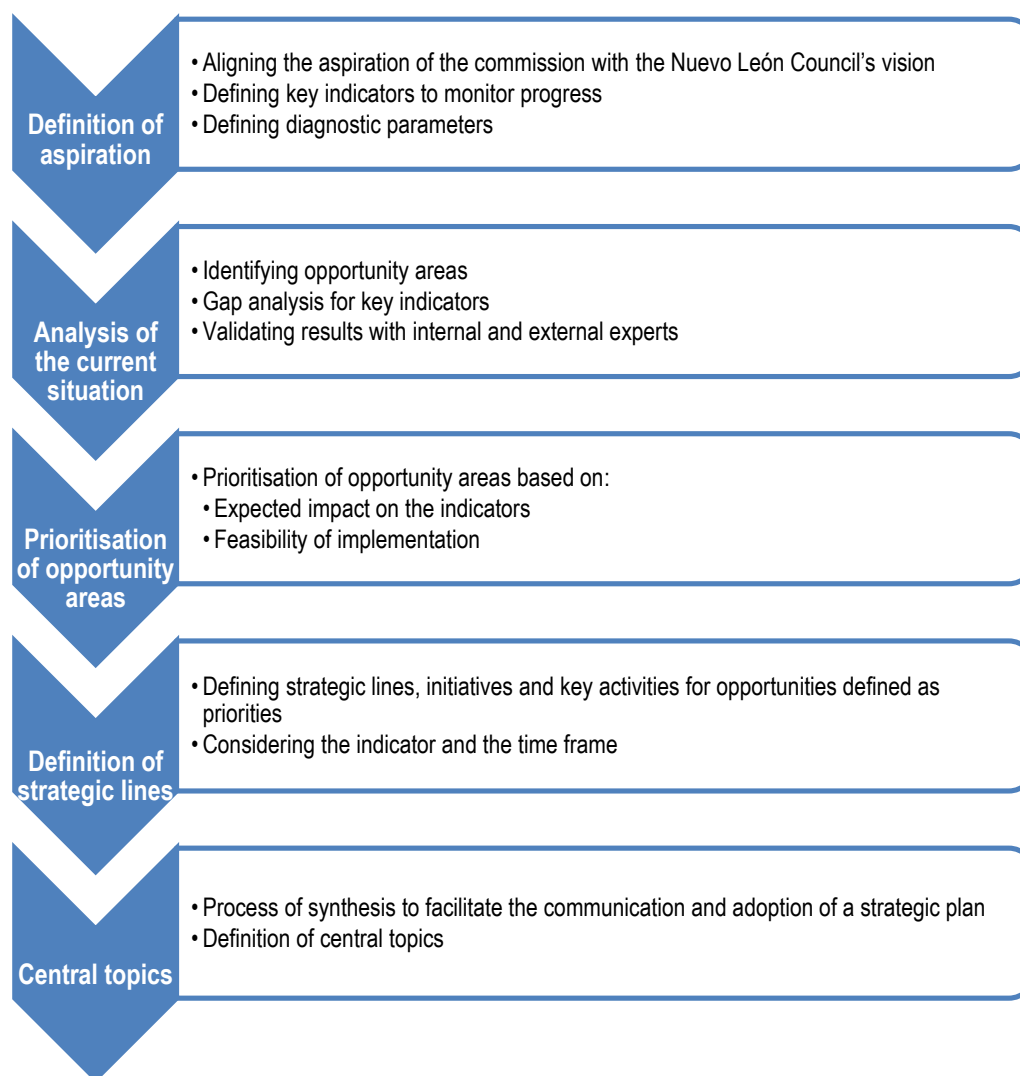 Definition of
aspiration
• Aligning the aspiration of the commission with the Nuevo León Council's vision
• Defining key indicators to monitor progress
• Defining diagnostic parameters
Analysis of
the current
situation
• Identifying opportunity areas
• Gap analysis for key indicators
• Validating results with internal and external experts
Prioritisation
of opportunity
areas
• Prioritisation of opportunity areas based on:
• Expected impact on the indicators
• Feasibility of implementation
Definition of
strategic lines
• Defining strategic lines, initiatives and key activities for opportunities defined as
priorities
• Considering the indicator and the time frame
Central topics
• Process of synthesis to facilitate the communication and adoption of a strategic plan
• Definition of central topics